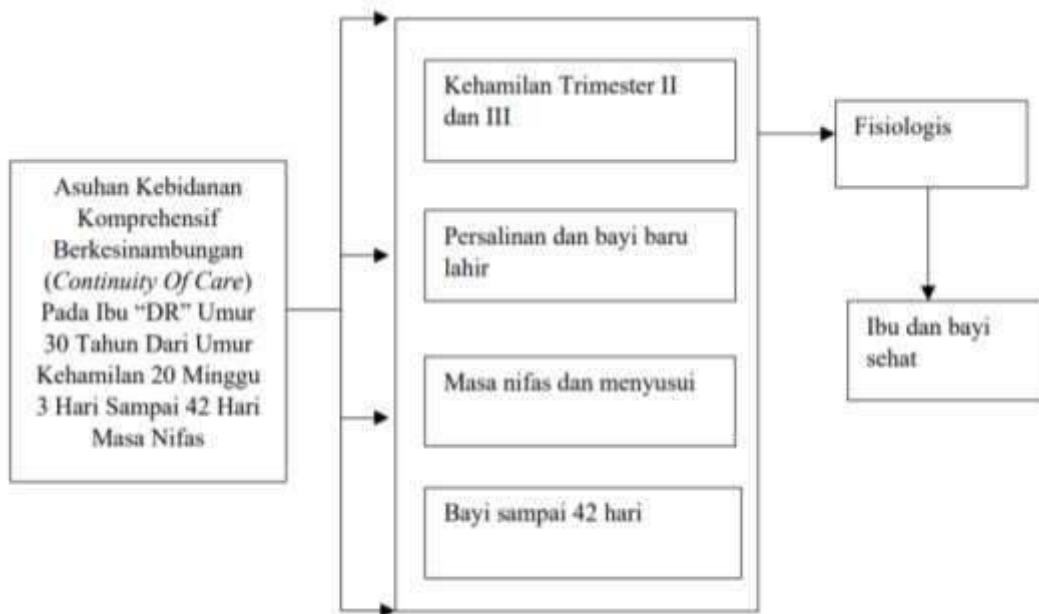 Asuhan Kebidanan
Komprehensif
Berkesinambungan
(Continuity Of Care)
Pada Ibu “DR” Umur
30 Tahun Dari Umur
Kehamilan 20 Minggu
3 Hari Sampai 42 Hari
Masa Nifas
Kehamilan Trimester II
dan III
Persalinan dan bayi baru
lahir
Masa nifas dan menyusui
Bayi sampai 42 hari
Fisiologis
Ibu dan bayi
sehat